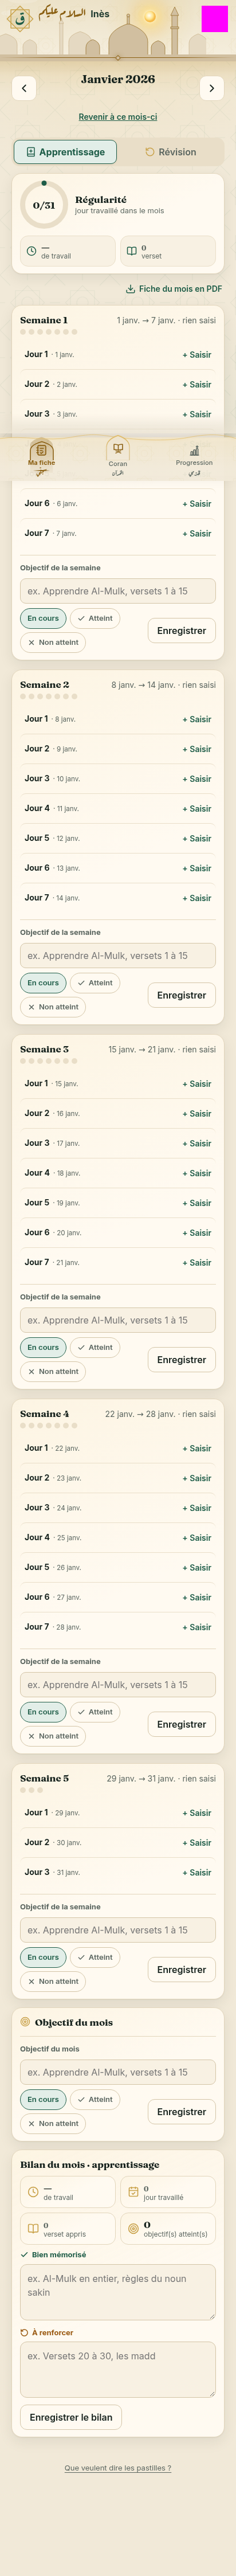 ق السلام عليكم Inès
Janvier 2026
Revenir à ce mois-ci
Apprentissage Révision
0/31 Régularité
jour travaillé dans le mois
— de travail
0 verset
Fiche du mois en PDF
Semaine 1 1 janv. → 7 janv. · rien saisi
Jour 1 · 1 janv. + Saisir
Jour 2 · 2 janv. + Saisir
Jour 3 · 3 janv. + Saisir
Ma fiche Coran Progression
Jour 6 · 6 janv. + Saisir
Jour 7 · 7 janv. + Saisir
Objectif de la semaine
ex. Apprendre Al-Mulk, versets 1 à 15
En cours Atteint
Non atteint Enregistrer
Semaine 2 8 janv. → 14 janv. · rien saisi
Jour 1 · 8 janv. + Saisir
Jour 2 · 9 janv. + Saisir
Jour 3 · 10 janv. + Saisir
Jour 4 · 11 janv. + Saisir
Jour 5 · 12 janv. + Saisir
Jour 6 · 13 janv. + Saisir
Jour 7 · 14 janv. + Saisir
Objectif de la semaine
ex. Apprendre Al-Mulk, versets 1 à 15
En cours Atteint
Non atteint Enregistrer
Semaine 3 15 janv. → 21 janv. · rien saisi
Jour 1 · 15 janv. + Saisir
Jour 2 · 16 janv. + Saisir
Jour 3 · 17 janv. + Saisir
Jour 4 · 18 janv. + Saisir
Jour 5 · 19 janv. + Saisir
Jour 6 · 20 janv. + Saisir
Jour 7 · 21 janv. + Saisir
Objectif de la semaine
ex. Apprendre Al-Mulk, versets 1 à 15
En cours Atteint
Non atteint Enregistrer
Semaine 4 22 janv. → 28 janv. · rien saisi
Jour 1 · 22 janv. + Saisir
Jour 2 · 23 janv. + Saisir
Jour 3 · 24 janv. + Saisir
Jour 4 · 25 janv. + Saisir
Jour 5 · 26 janv. + Saisir
Jour 6 · 27 janv. + Saisir
Jour 7 · 28 janv. + Saisir
Objectif de la semaine
ex. Apprendre Al-Mulk, versets 1 à 15
En cours Atteint
Non atteint Enregistrer
Semaine 5 29 janv. → 31 janv. · rien saisi
Jour 1 · 29 janv. + Saisir
Jour 2 · 30 janv. + Saisir
Jour 3 · 31 janv. + Saisir
Objectif de la semaine
ex. Apprendre Al-Mulk, versets 1 à 15
En cours Atteint
Non atteint Enregistrer
Objectif du mois
Objectif du mois
ex. Apprendre Al-Mulk, versets 1 à 15
En cours Atteint
Non atteint Enregistrer
Bilan du mois · apprentissage
— de travail
0 jour travaillé
0 verset appris
0 objectif(s) atteint(s)
Bien mémorisé
ex. Al-Mulk en entier, règles du noun
sakin
À renforcer
ex. Versets 20 à 30, les madd
Enregistrer le bilan
Que veulent dire les pastilles ?